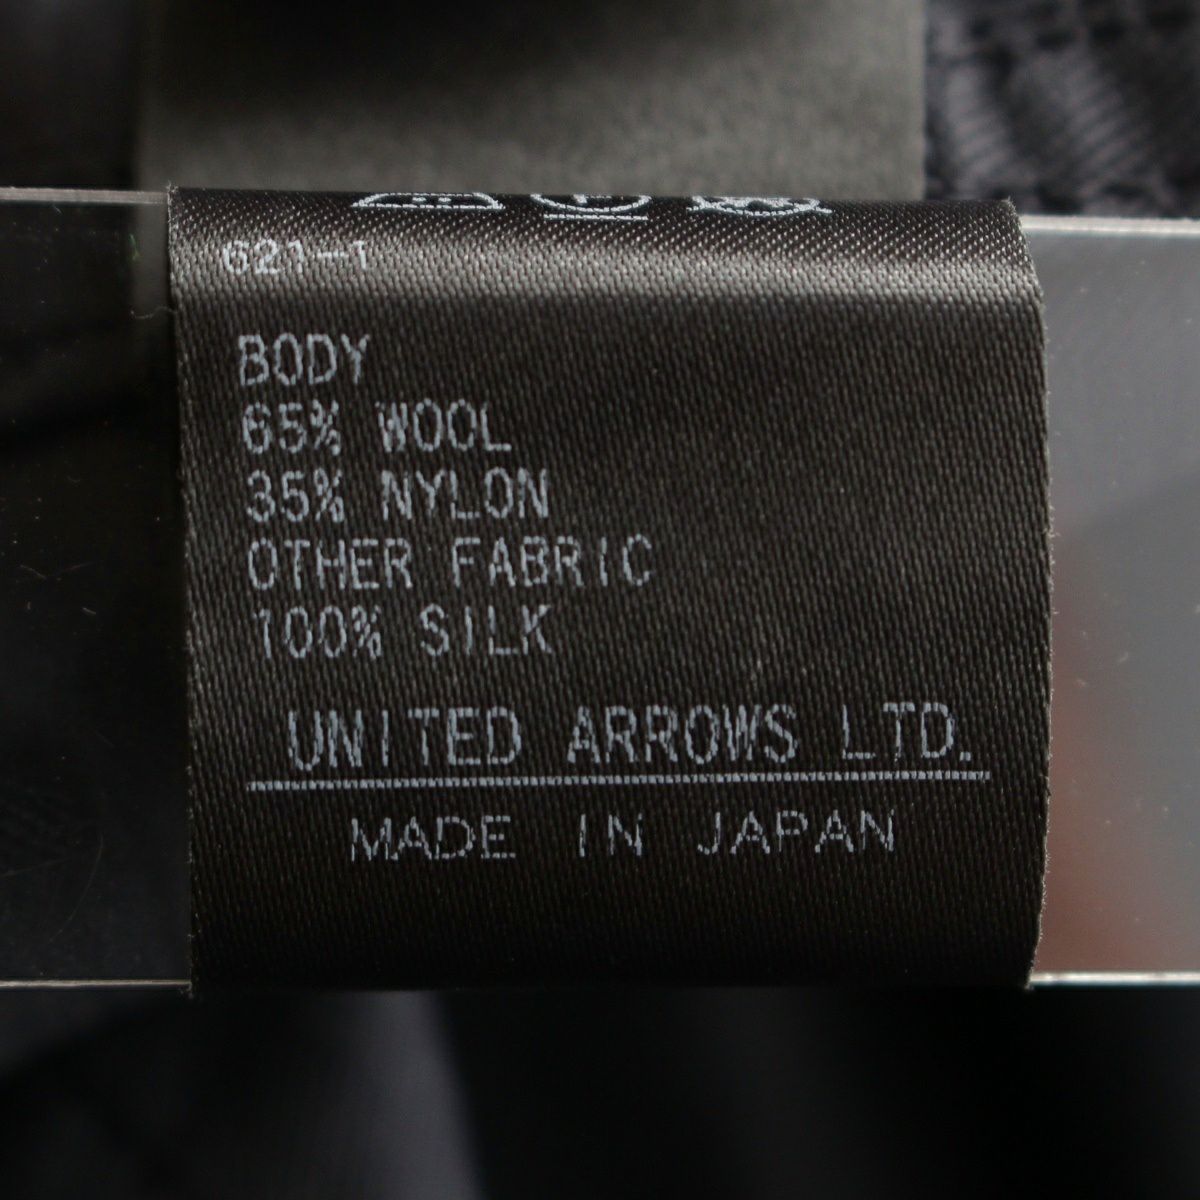 621-1
BODY
65% WOOL
35% NYLON
OTHER FABRIC
100% SILK
UNITED ARROWS LTD.
MADE IN JAPAN